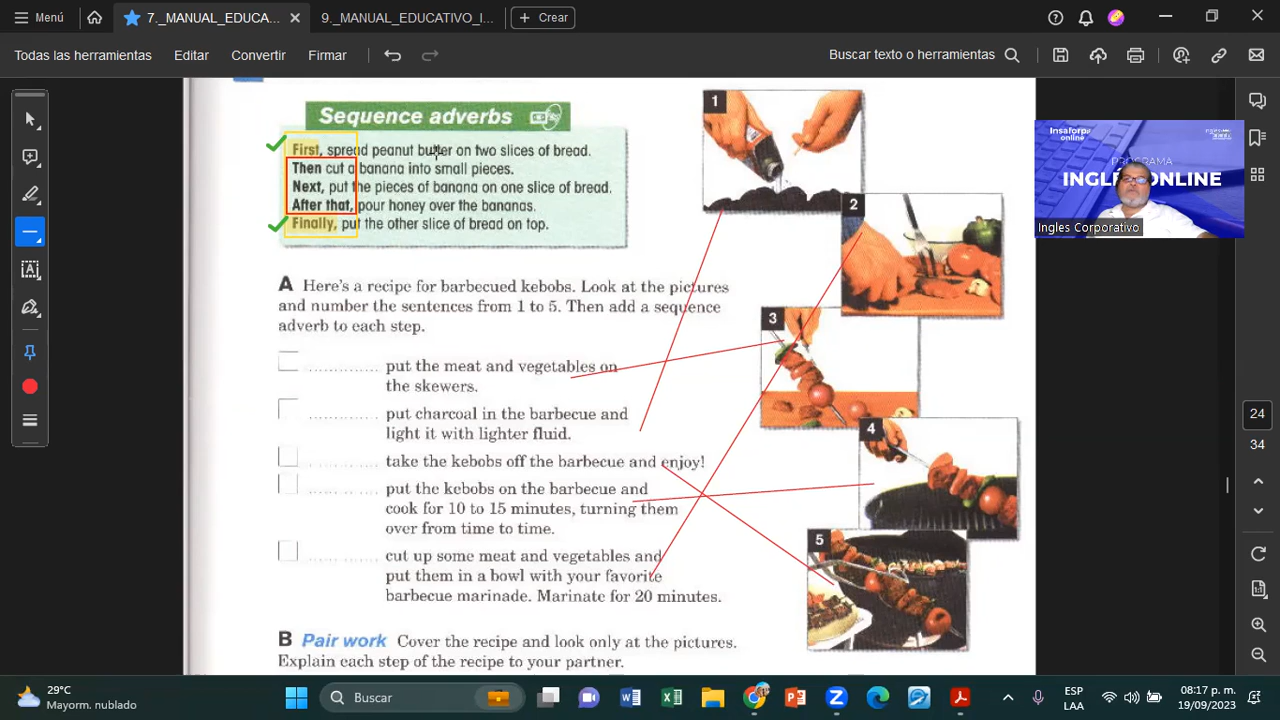 Menú
7._MANUAL_EDUCA...
9._MANUAL_EDUCATIVO_I...
Crear
Todas las herramientas
Editar
Convertir
Firmar
Buscar texto o herramientas
Sequence adverbs
First, spread peanut butter on two slices of bread.
Then cut a banana into small pieces.
Next, put the pieces of banana on one slice of bread.
After that, pour honey over the bananas.
Finally, put the other slice of bread on top.
A Here's a recipe for barbecued kebobs. Look at the pictures
and number the sentences from 1 to 5. Then add a sequence
adverb to each step.
put the meat and vegetables on
the skewers.
put charcoal in the barbecue and
light it with lighter fluid.
take the kebobs off the barbecue and enjoy!
put the kebobs on the barbecue and
cook for 10 to 15 minutes, turning them
over from time to time.
cut up some meat and vegetables and
put them in a bowl with your favorite
barbecue marinade. Marinate for 20 minutes.
B Pair work Cover the recipe and look only at the pictures.
Explain each step of the recipe to your partner.
1
2
3
4
5
Insaforp
online
PROGRAMA
INGLÉS ONLINE
Ingles Corporativo
24
34
29°C
Mayorm. nublado
Buscar
ESP
LAA
08:17 p. m.
19/09/2023